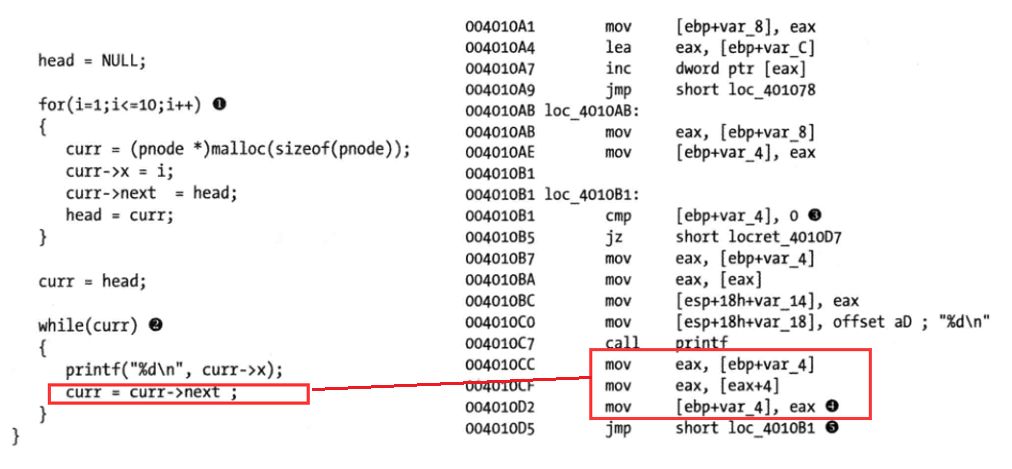 head = NULL;
for(i=1;i<=10;i++) ❶
{
curr = (pnode *)malloc(sizeof(pnode));
curr->x = i;
curr->next  = head;
head = curr;
}
curr = head;
while(curr) ❷
{
printf("%d\n", curr->x);
curr = curr->next ;
}
}
004010A1 mov [ebp+var_8], eax
004010A4 lea eax, [ebp+var_C]
004010A7 inc dword ptr [eax]
004010A9 jmp short loc_401078
004010AB loc_4010AB:
004010AB mov eax, [ebp+var_8]
004010AE mov [ebp+var_4], eax
004010B1
004010B1 loc_4010B1:
004010B1 cmp [ebp+var_4], 0 ❸
004010B5 jz short locret_4010D7
004010B7 mov eax, [ebp+var_4]
004010BA mov eax, [eax]
004010BC mov [esp+18h+var_14], eax
004010C0 mov [esp+18h+var_18], offset aD ; "%d\n"
004010C7 call printf
004010CC mov eax, [ebp+var_4]
004010CF mov eax, [eax+4]
004010D2 mov [ebp+var_4], eax ❹
004010D5 jmp short loc_4010B1 ❺